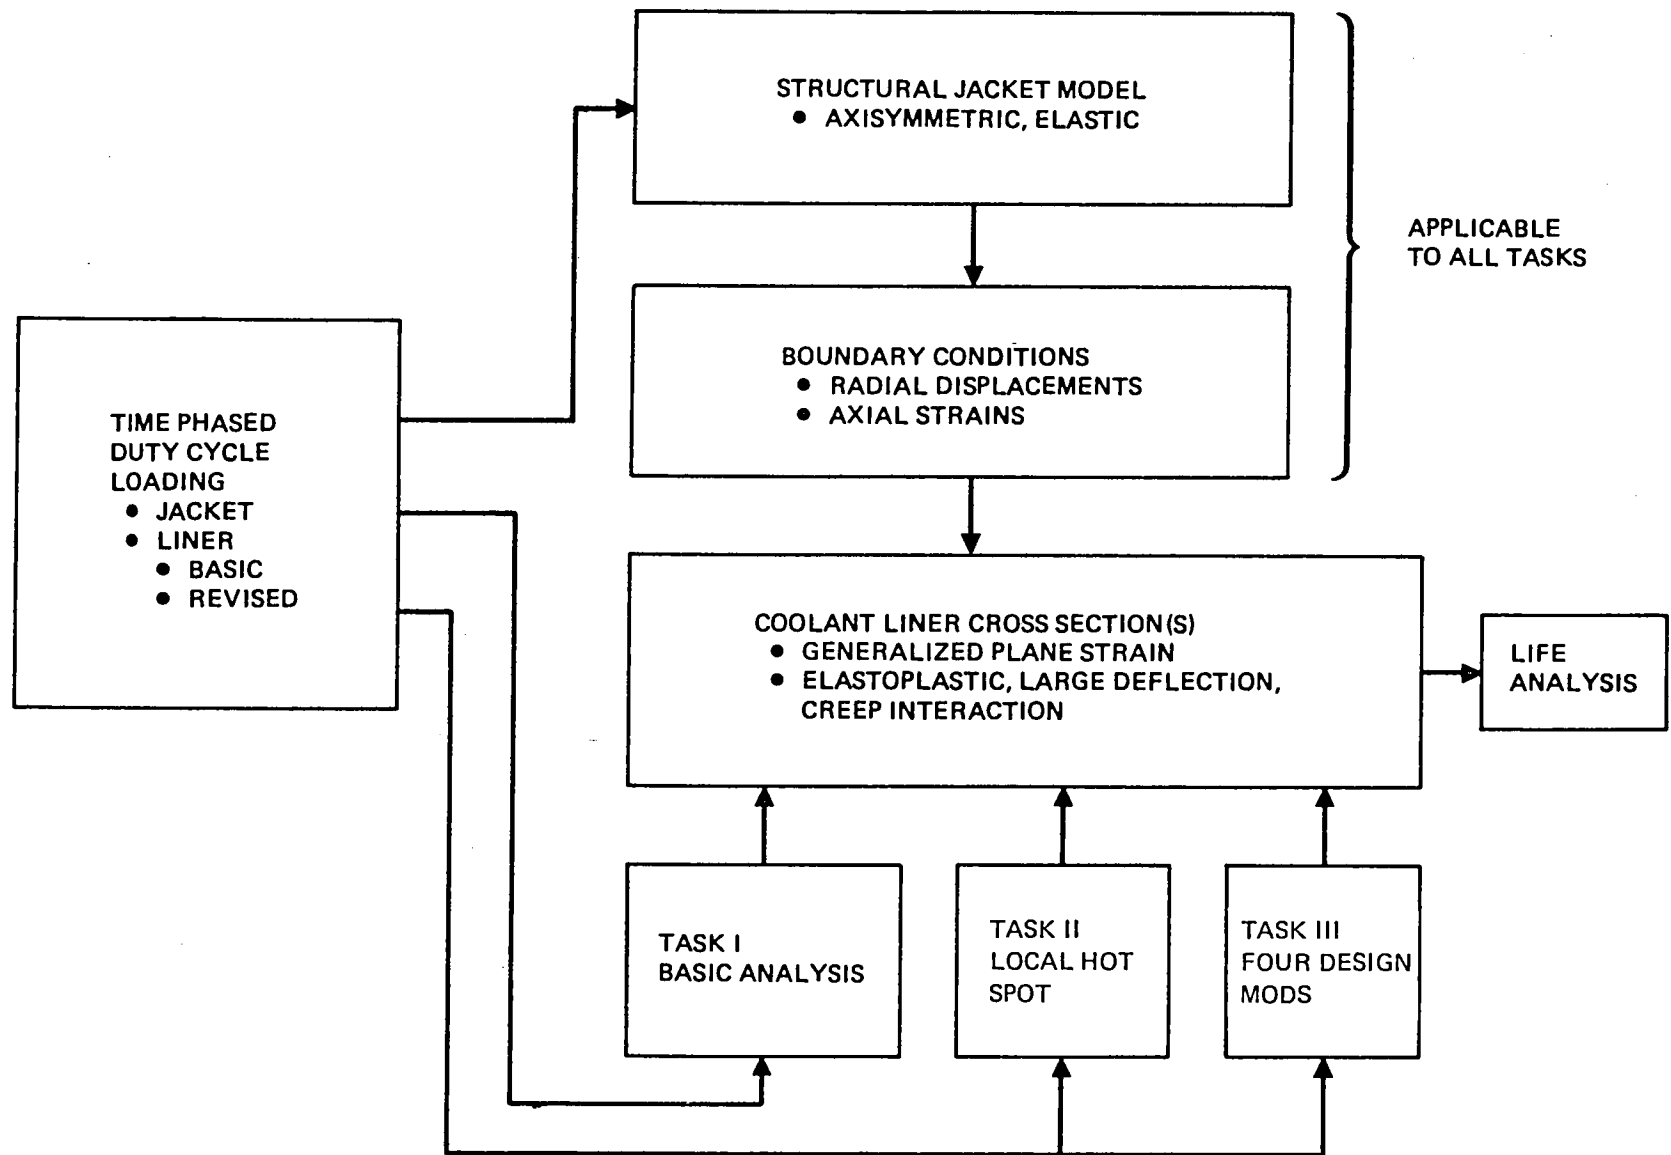 STRUCTURAL JACKET MODEL
● AXISYMMETRIC, ELASTIC
APPLICABLE
TO ALL TASKS
BOUNDARY CONDITIONS
● RADIAL DISPLACEMENTS
● AXIAL STRAINS
TIME PHASED
DUTY CYCLE
LOADING
● JACKET
● LINER
● BASIC
● REVISED
COOLANT LINER CROSS SECTION(S)
● GENERALIZED PLANE STRAIN
● ELASTOPLASTIC, LARGE DEFLECTION,
CREEP INTERACTION
LIFE
ANALYSIS
TASK I
BASIC ANALYSIS
TASK II
LOCAL HOT
SPOT
TASK III
FOUR DESIGN
MODS